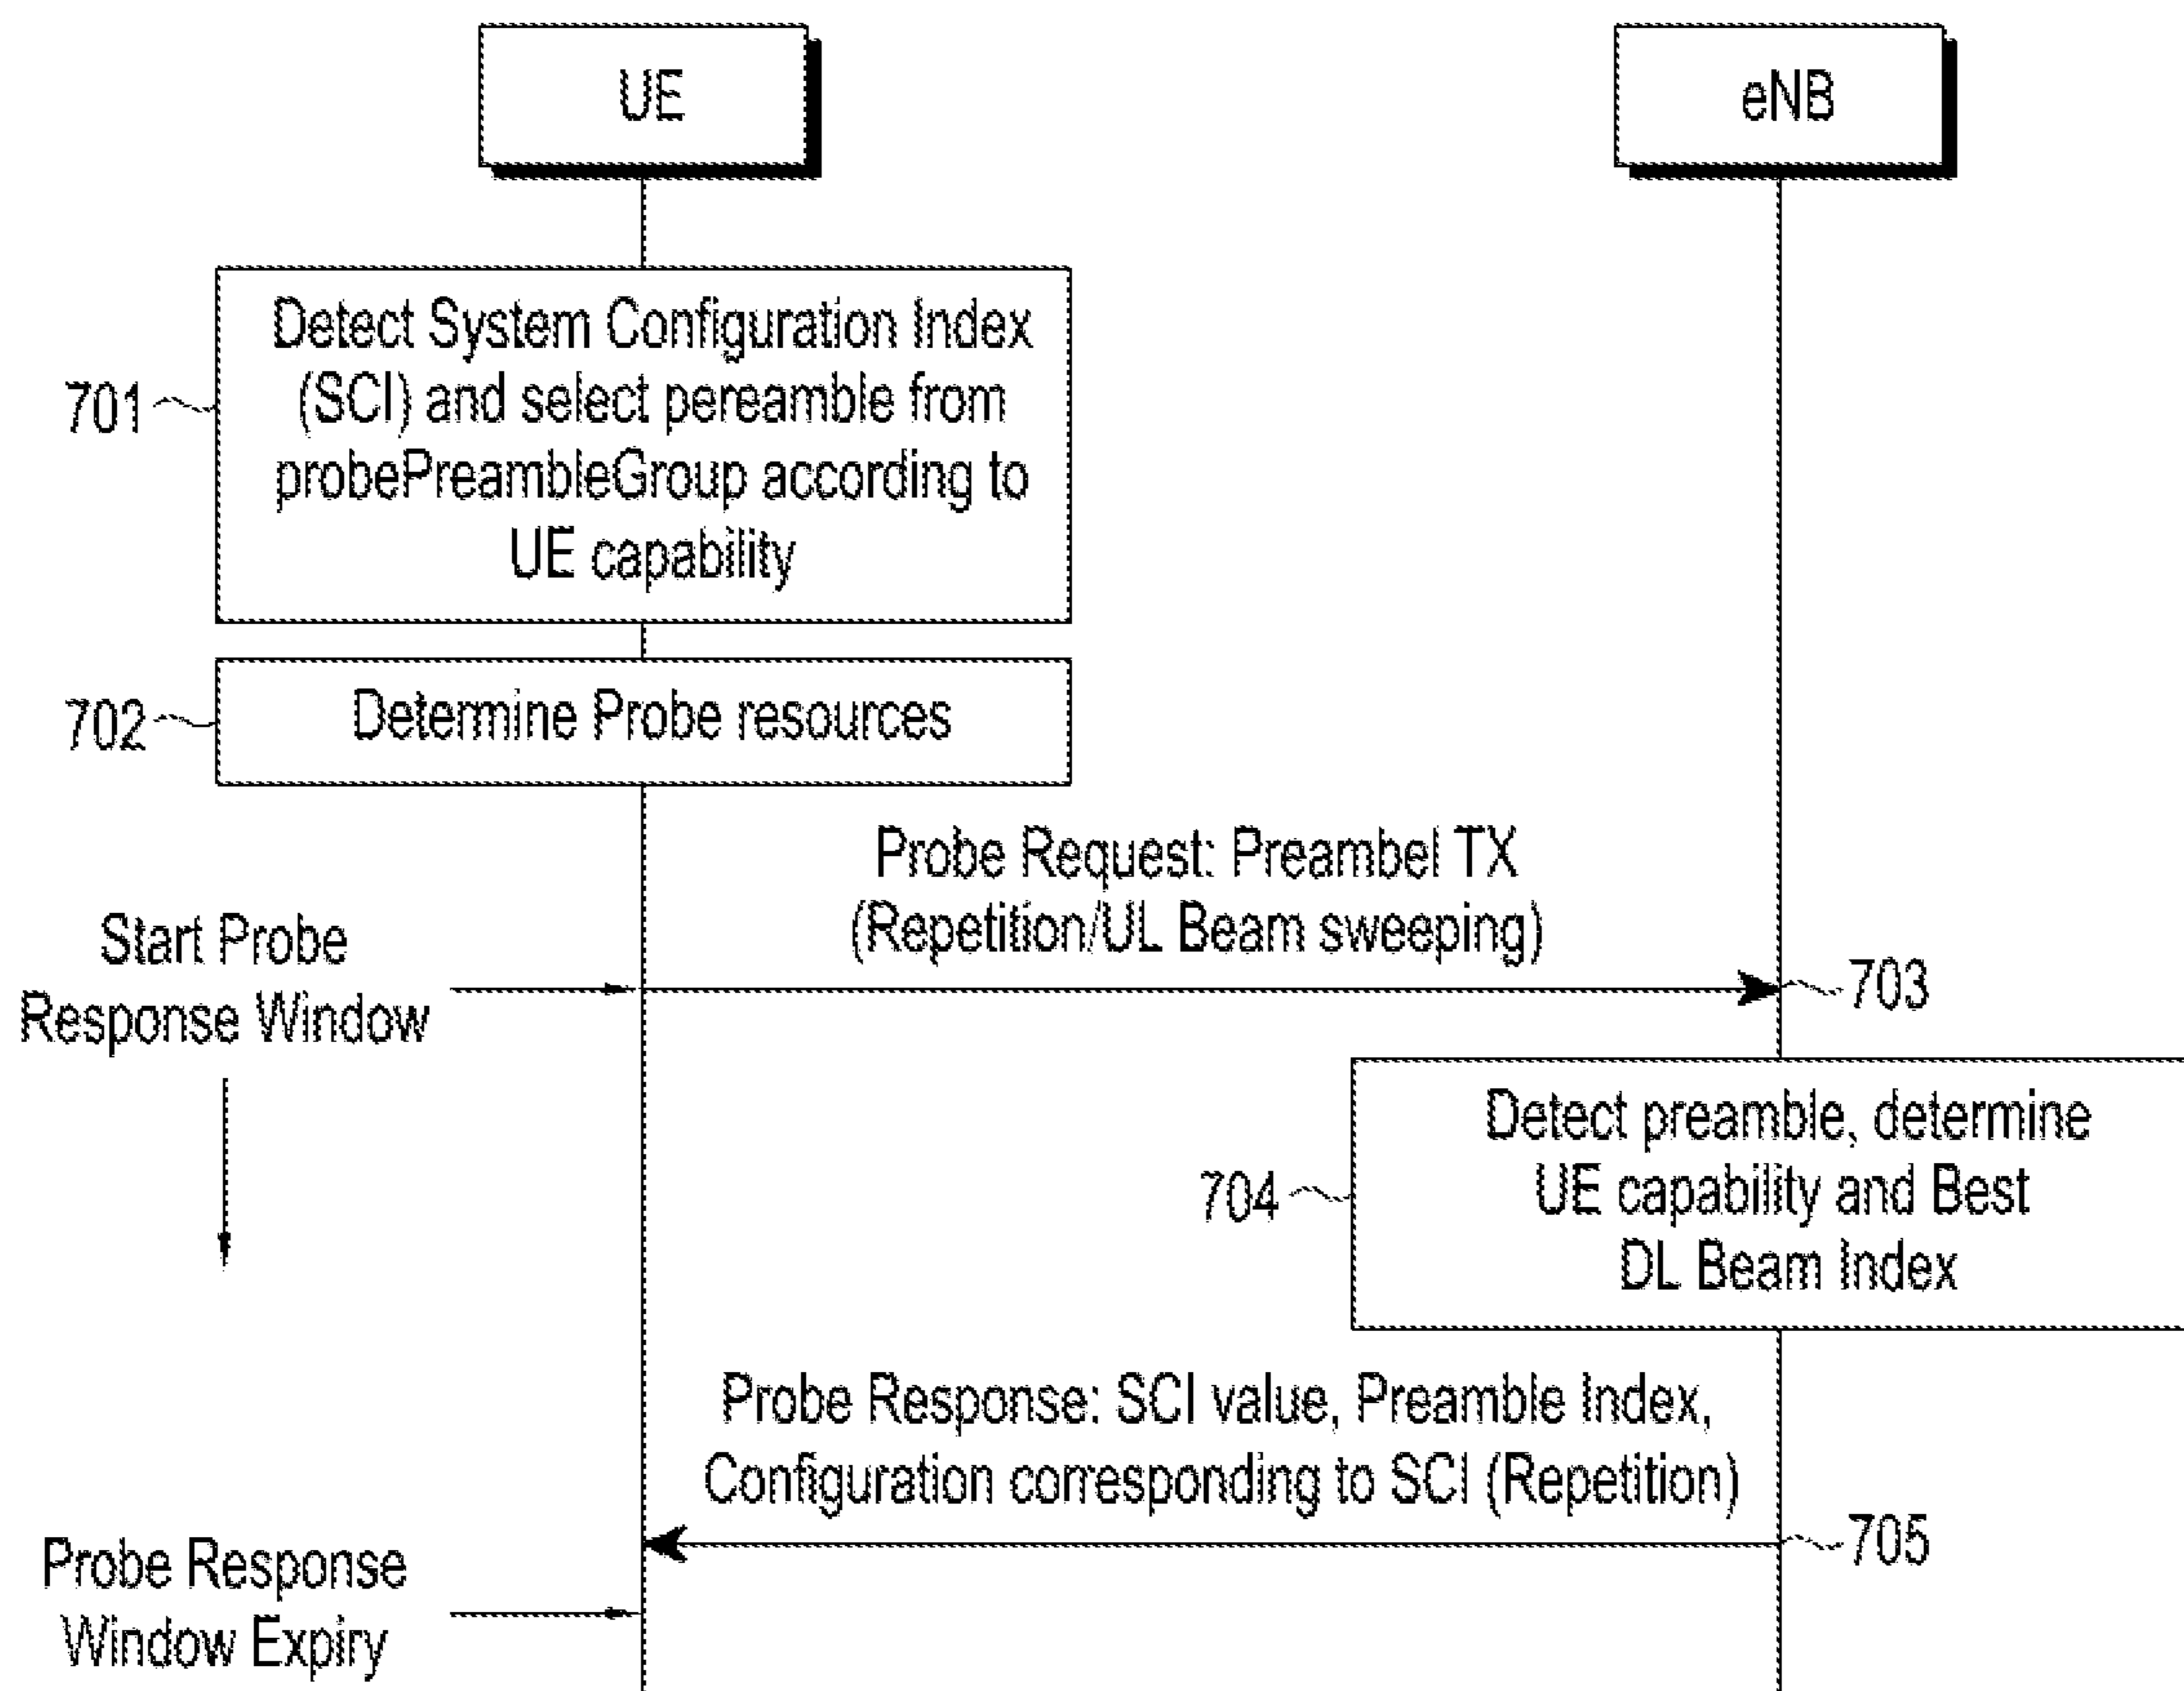 UE
eNB
Detect System Configuration Index
(SCI) and select pereamble from
probePreambleGroup according to
UE capability
701
Determine Probe resources
702
Probe Request: Preambel TX
(Repetition/UL Beam sweeping)
Start Probe
Response Window
703
Detect preamble, determine
UE capability and Best
DL Beam Index
704
Probe Response: SCI value, Preamble Index,
Configuration corresponding to SCI (Repetition)
705
Probe Response
Window Expiry